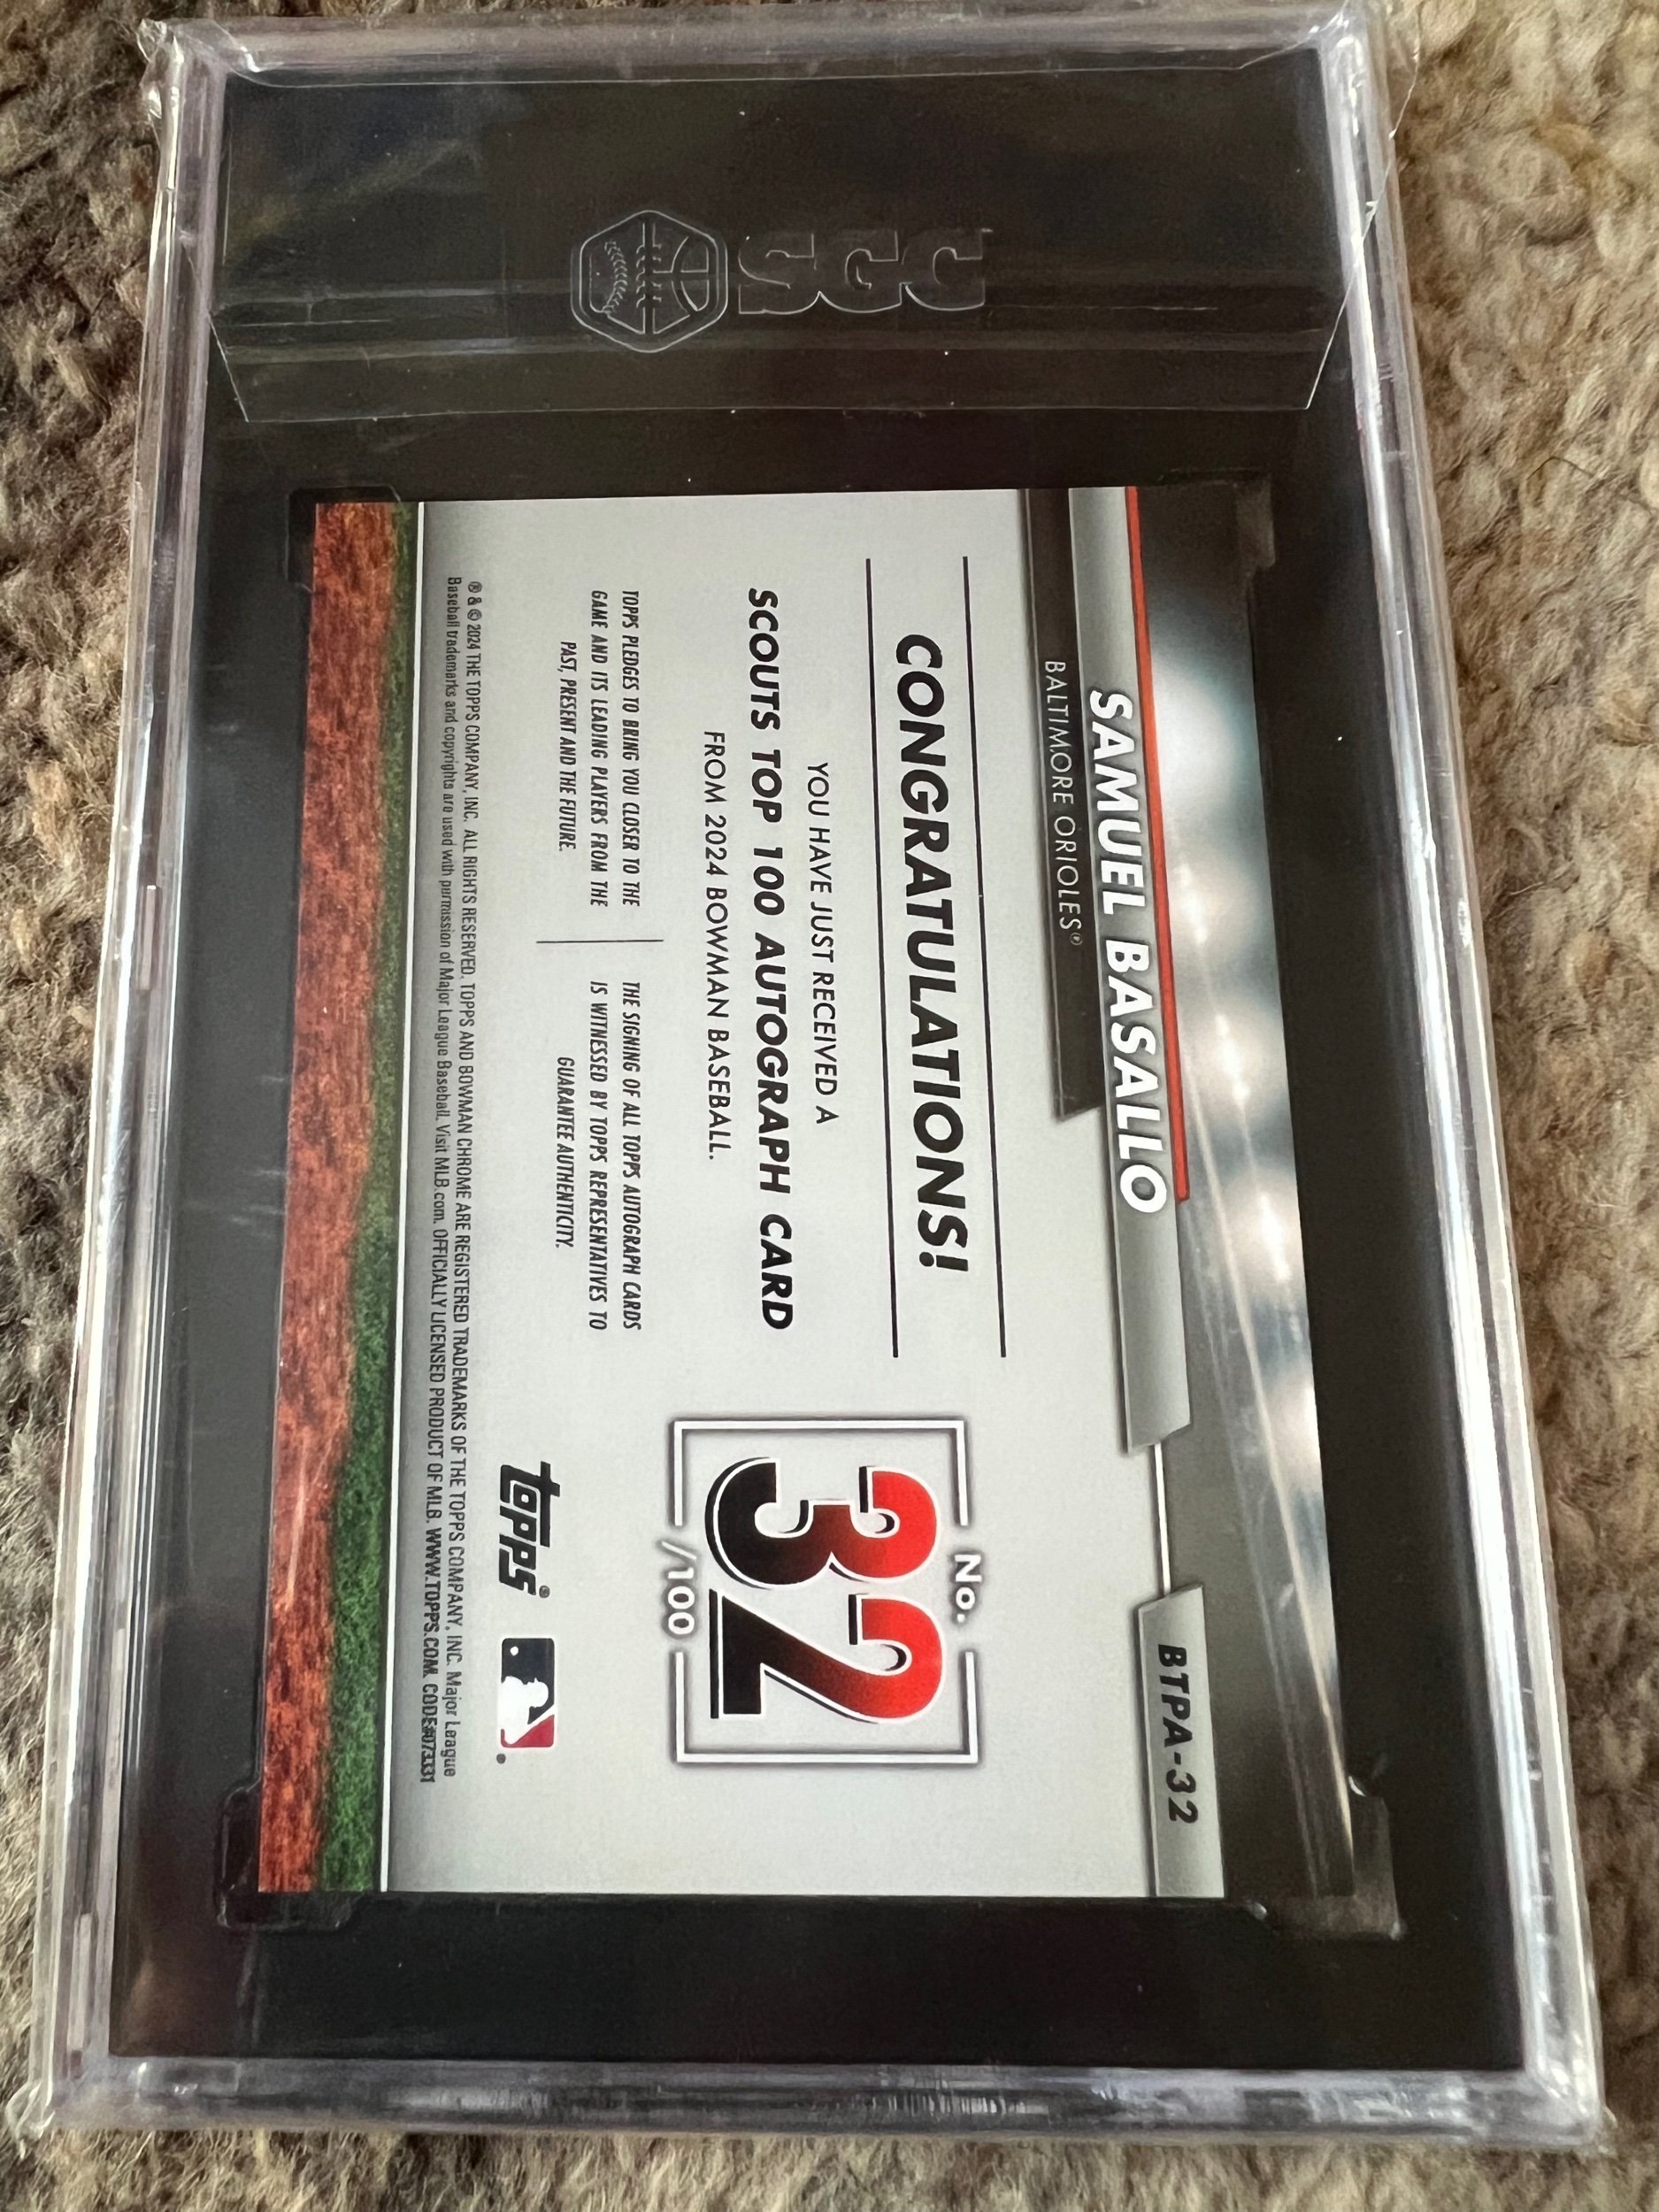 SGC
SAMUEL BASALLO
BTPA-32
BALTIMORE ORIOLES®
CONGRATULATIONS!
YOU HAVE JUST RECEIVED A
SCOUTS TOP 100 AUTOGRAPH CARD
FROM 2024 BOWMAN BASEBALL.
No.
32
/100
TOPPS PLEDGES TO BRING YOU CLOSER TO THE
GAME AND ITS LEADING PLAYERS FROM THE
PAST, PRESENT AND THE FUTURE.
THE SIGNING OF ALL TOPPS AUTOGRAPH CARDS
IS WITNESSED BY TOPPS REPRESENTATIVES TO
GUARANTEE AUTHENTICITY.
topps®
® & © 2024 THE TOPPS COMPANY, INC. ALL RIGHTS RESERVED. TOPPS AND BOWMAN CHROME ARE REGISTERED TRADEMARKS OF THE TOPPS COMPANY, INC. Major League
Baseball trademarks and copyrights are used with permission of Major League Baseball. Visit MLB.com. OFFICIALLY LICENSED PRODUCT OF MLB. WWW.TOPPS.COM. CODE#073331